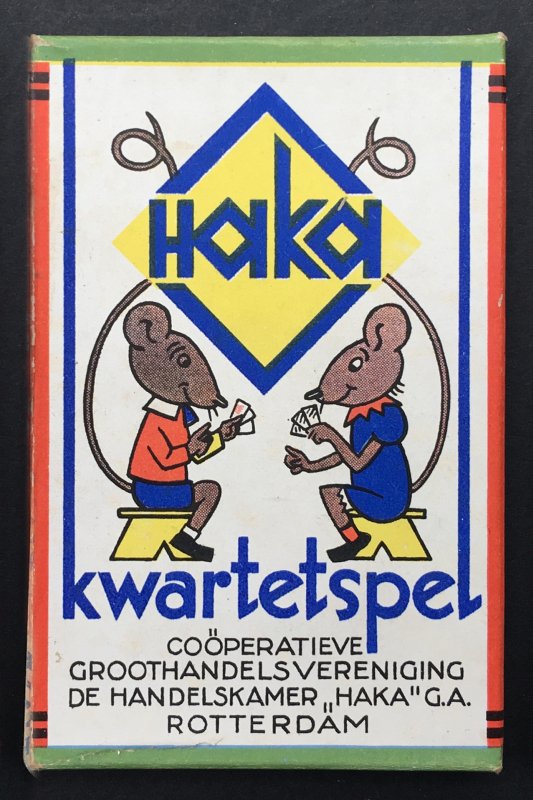 HAKA
kwartetspel
COÖPERATIEVE
GROOTHANDELSVERENIGING
DE HANDELSKAMER „HAKA" G.A.
ROTTERDAM